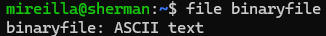 mireilla@sherman:~$ file binaryfile
binaryfile: ASCII text